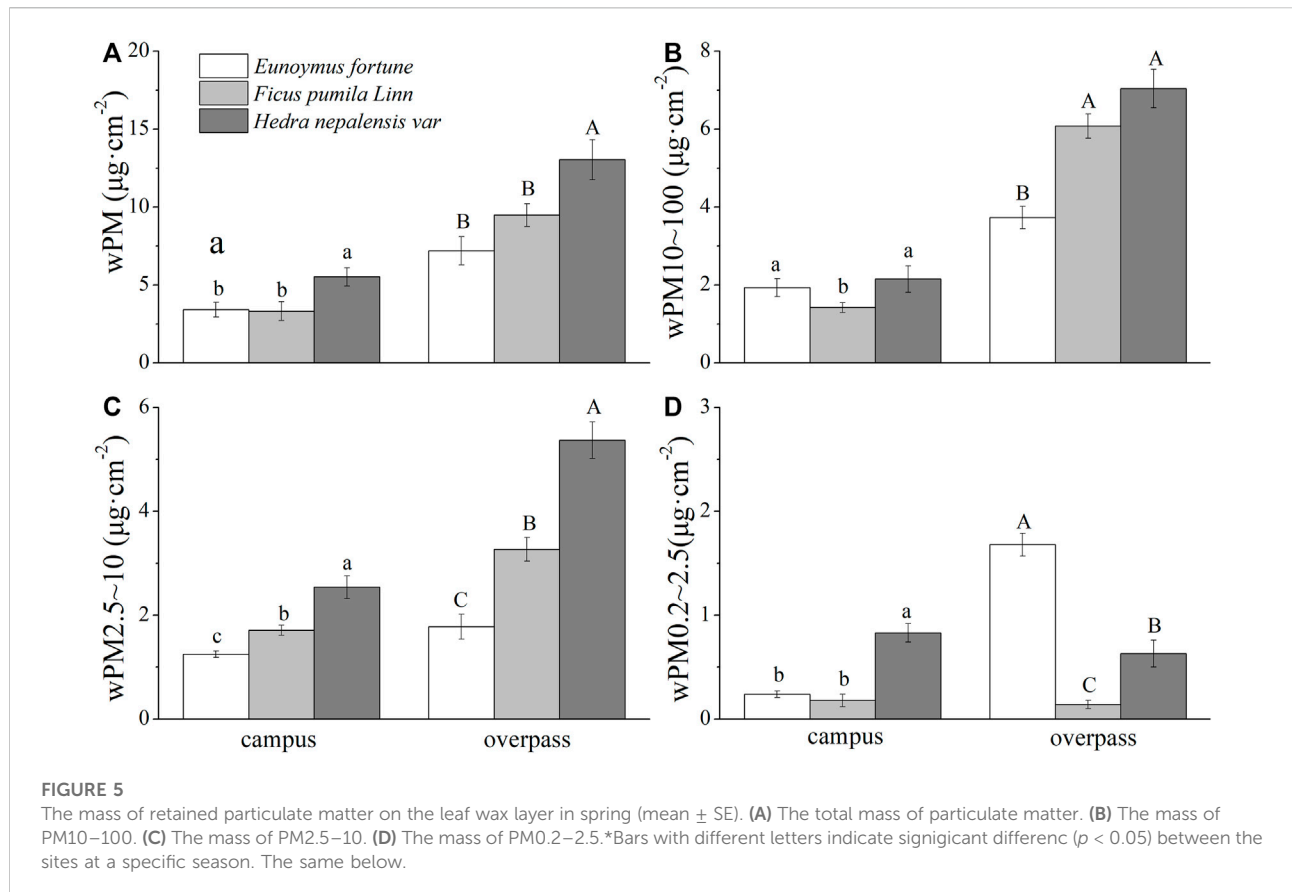 A
20
15
10
5
0
wPM (μg·cm⁻²)
Eunoymus fortune
Ficus pumila Linn
Hedra nepalensis var
a
b
b
a
B
B
A
B
8
6
4
2
0
wPM10~100 (μg·cm⁻²)
a
b
a
B
A
A
C
6
4
2
0
wPM2.5~10 (μg·cm⁻²)
c
b
a
C
B
A
campus
overpass
D
3
2
1
0
wPM0.2~2.5(μg·cm⁻²)
b
b
a
A
C
B
campus
overpass
FIGURE 5
The mass of retained particulate matter on the leaf wax layer in spring (mean ± SE). (A) The total mass of particulate matter. (B) The mass of
PM10–100. (C) The mass of PM2.5–10. (D) The mass of PM0.2–2.5.*Bars with different letters indicate signigicant differenc (p < 0.05) between the
sites at a specific season. The same below.